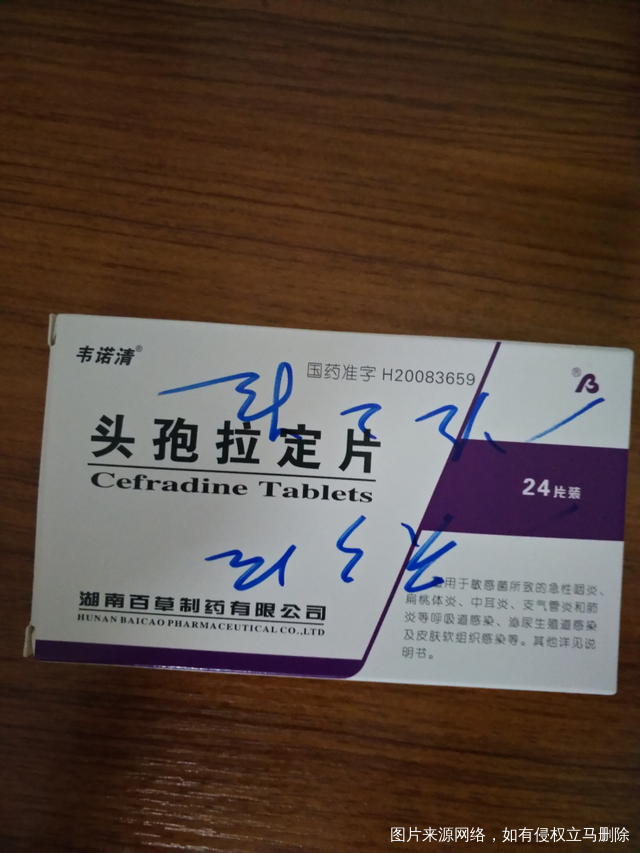 韦诺清®
国药准字 H20083659
®
头孢拉定片
Cefradine Tablets
24片装
用于敏感菌所致的急性咽炎、
扁桃体炎、中耳炎、支气管炎和肺
炎等呼吸道感染、泌尿生殖道感染
及皮肤软组织感染等。其他详见说
明书。
湖南百草制药有限公司
HUNAN BAICAO PHARMACEUTICAL CO.,LTD
图片来源网络，如有侵权立马删除